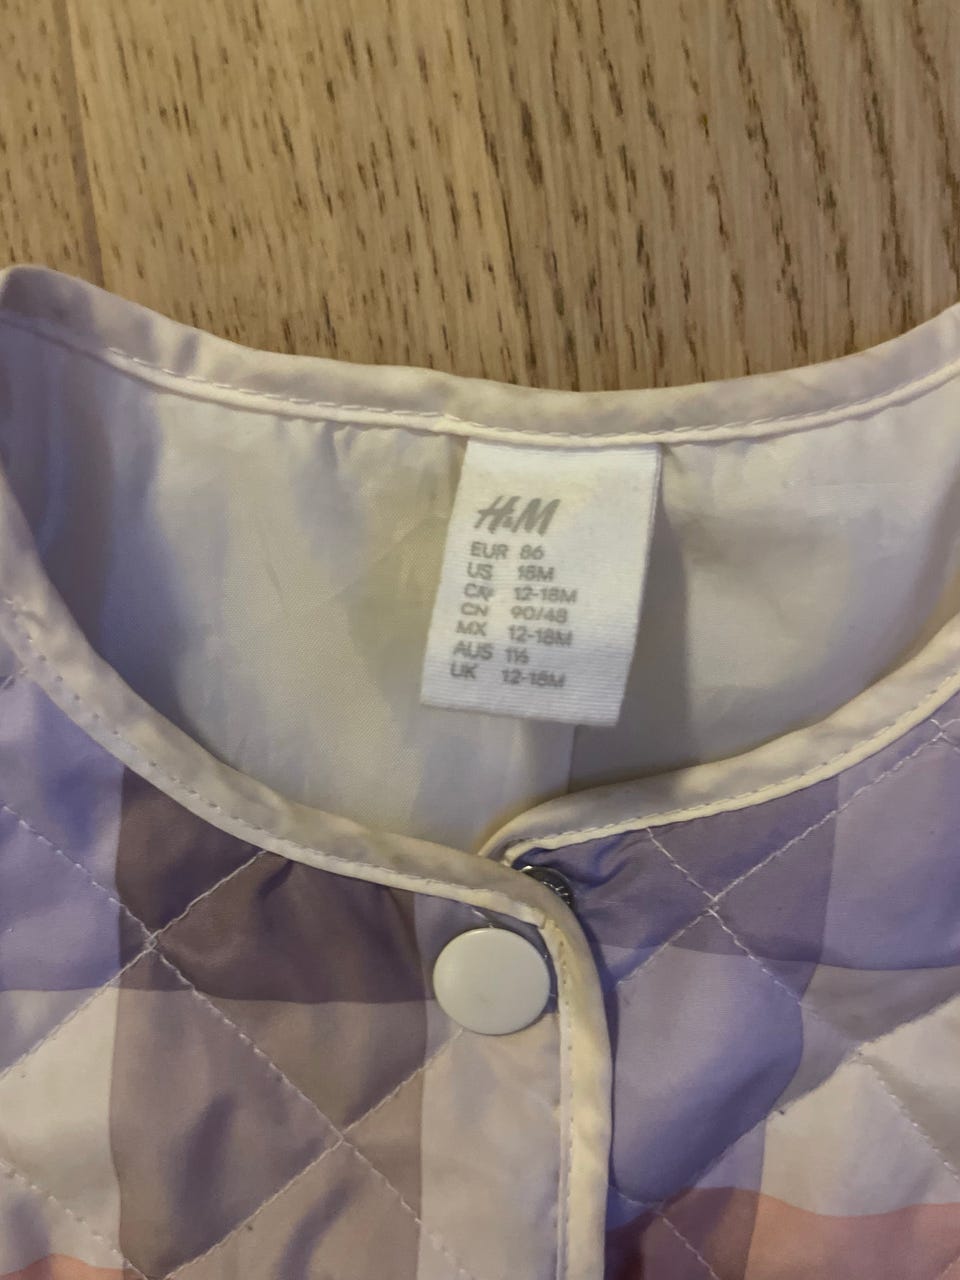 H&M
EUR 86
US 18M
CA 12-18M
CN 90/48
MX 12-18M
AUS 1½
UK 12-18M